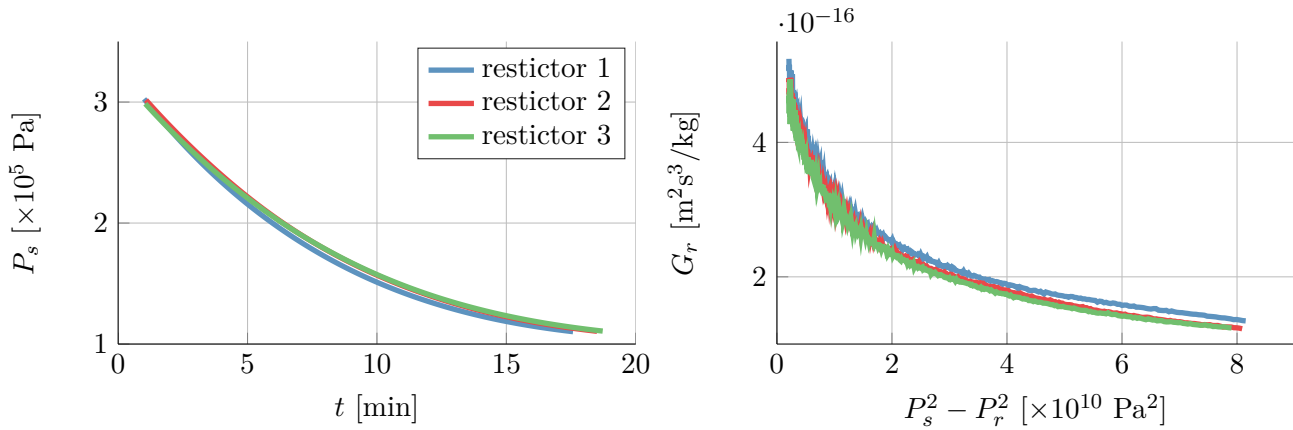 3
2
1
0
5
10
15
20
P_s [×10^5 Pa]
t [min]
restictor 1
restictor 2
restictor 3
·10^−16
4
2
0
2
4
6
8
G_r [m^2s^3/kg]
P_s^2 − P_r^2 [×10^10 Pa^2]